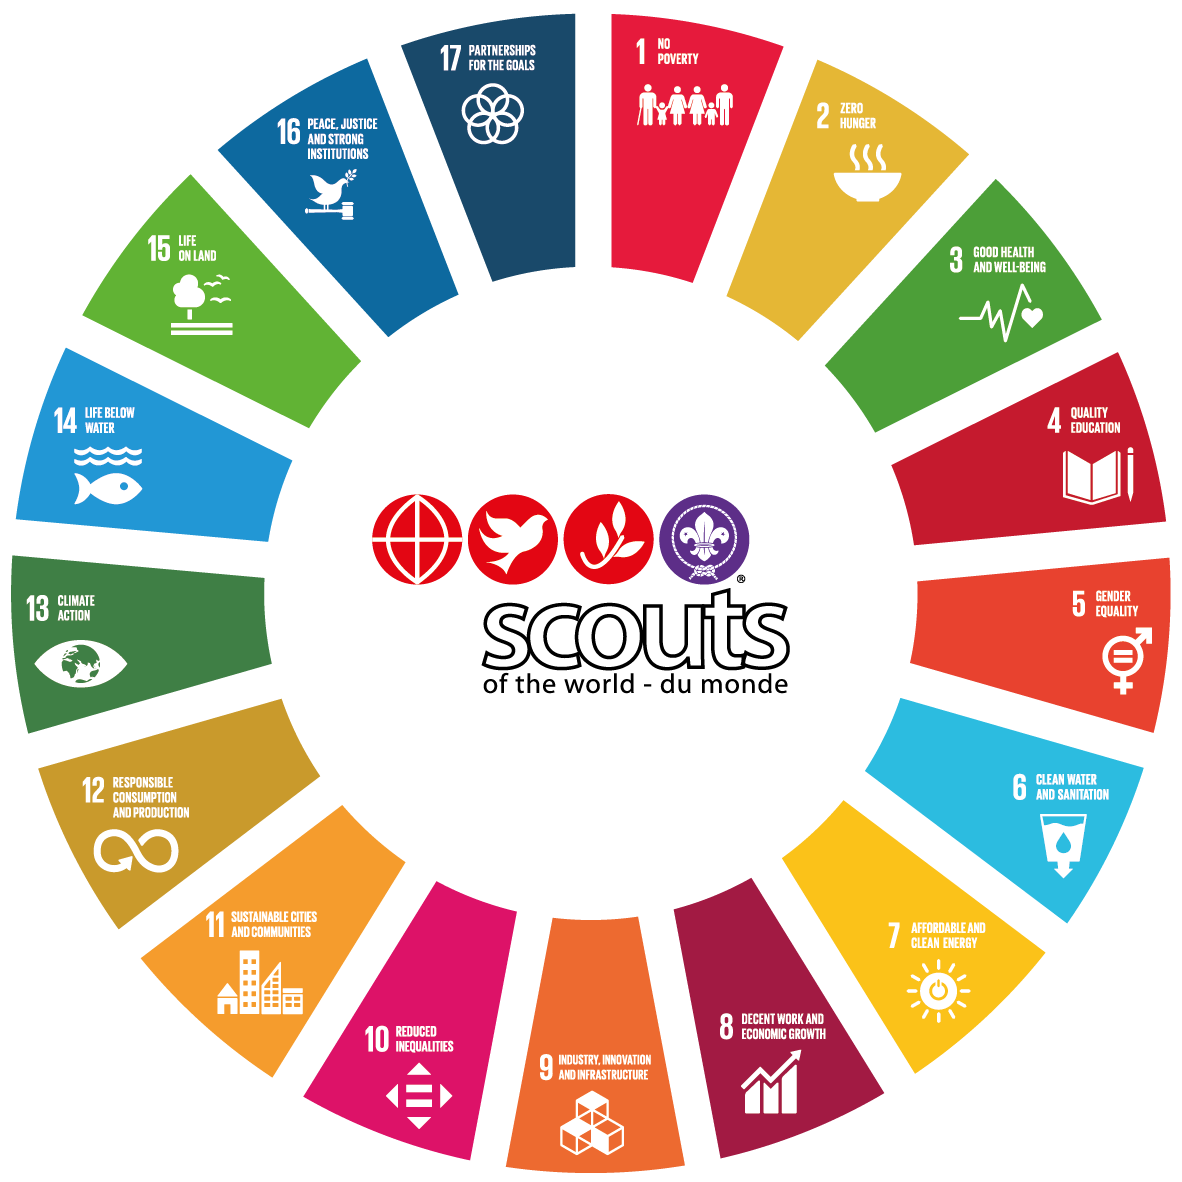 1 NO
POVERTY
2 ZERO
HUNGER
3 GOOD HEALTH
AND WELL-BEING
4 QUALITY
EDUCATION
5 GENDER
EQUALITY
6 CLEAN WATER
AND SANITATION
7 AFFORDABLE AND
CLEAN ENERGY
8 DECENT WORK AND
ECONOMIC GROWTH
9 INDUSTRY, INNOVATION
AND INFRASTRUCTURE
10 REDUCED
INEQUALITIES
11 SUSTAINABLE CITIES
AND COMMUNITIES
12 RESPONSIBLE
CONSUMPTION
AND PRODUCTION
13 CLIMATE
ACTION
14 LIFE BELOW
WATER
15 LIFE
ON LAND
16 PEACE, JUSTICE
AND STRONG
INSTITUTIONS
17 PARTNERSHIPS
FOR THE GOALS
®
scouts
of the world - du monde